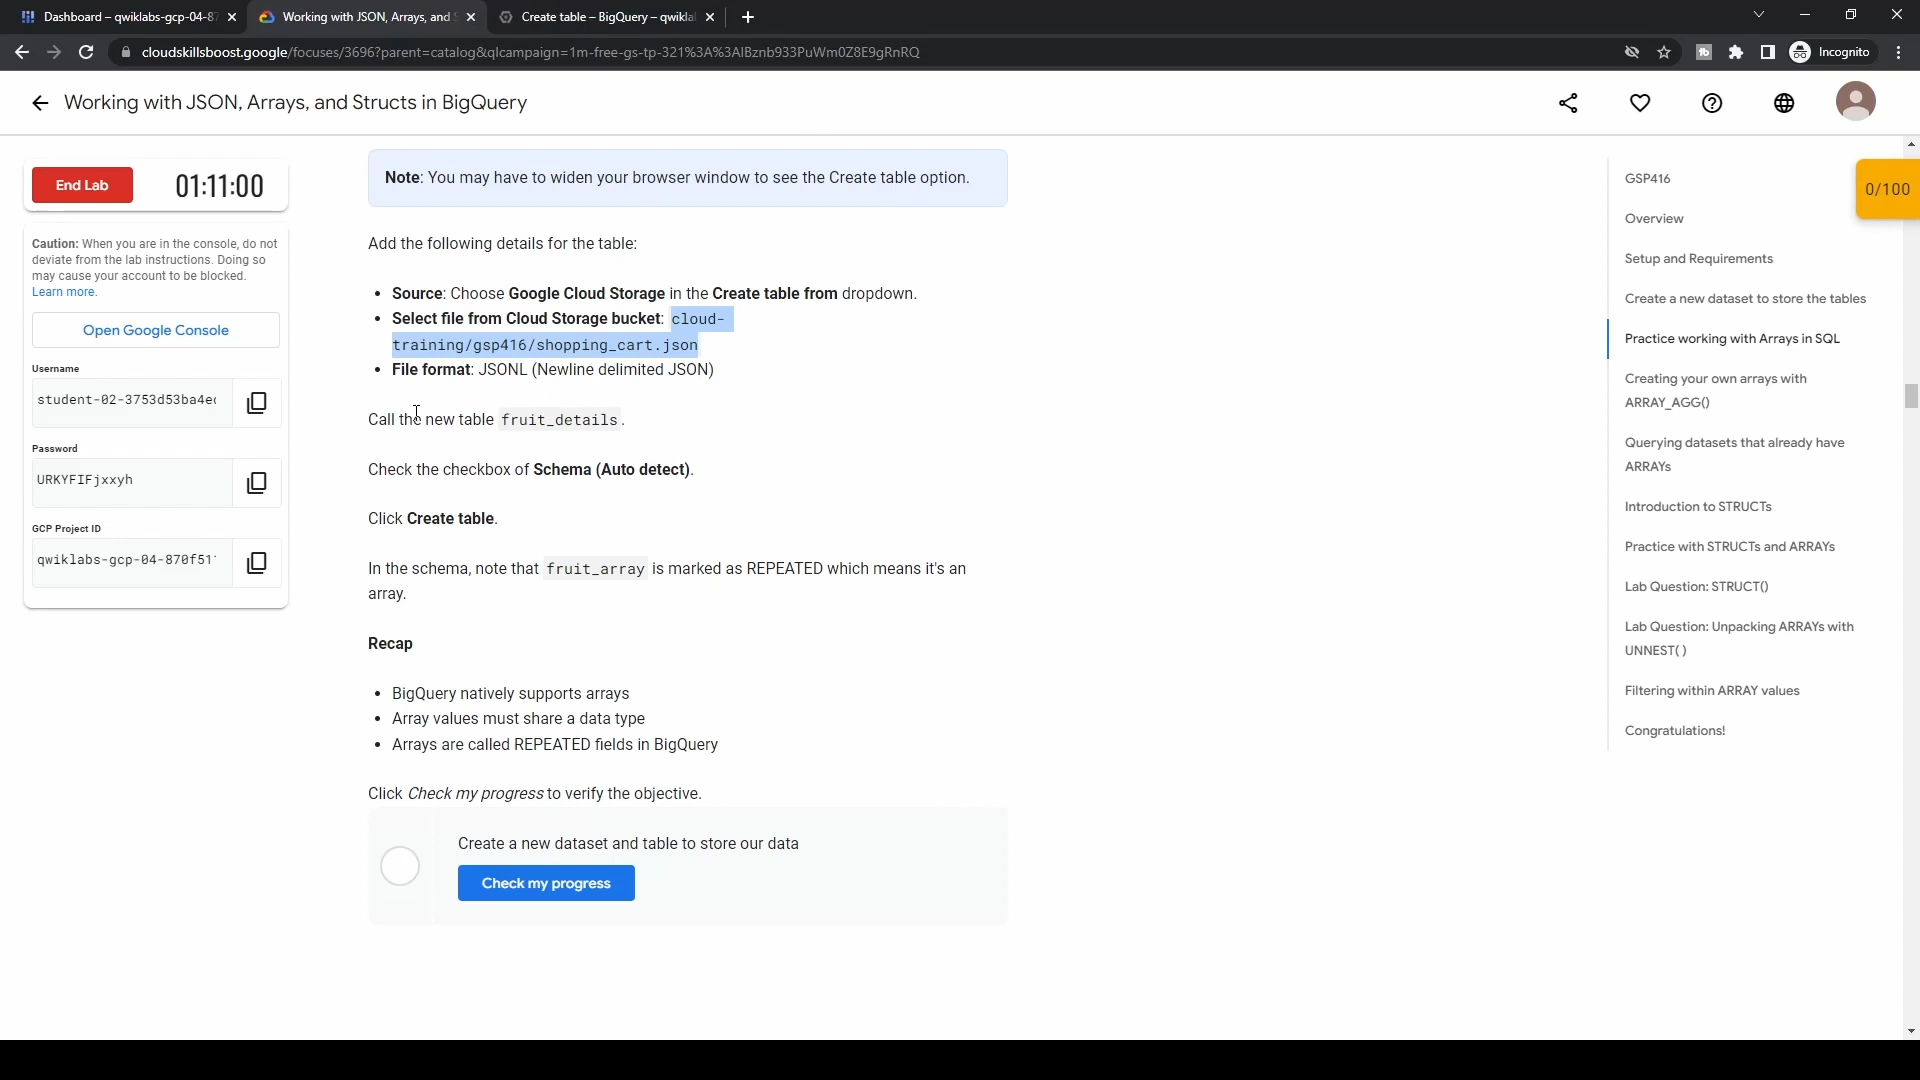 Dashboard – qwiklabs-gcp-04-87
Working with JSON, Arrays, and S
Create table – BigQuery – qwikla
cloudskillsboost.google/focuses/3696?parent=catalog&qlcampaign=1m-free-gs-tp-321%3A%3AIBznb933PuWm0Z8E9gRnRQ
Incognito
Working with JSON, Arrays, and Structs in BigQuery
End Lab
01:11:00
Caution: When you are in the console, do not
deviate from the lab instructions. Doing so
may cause your account to be blocked.
Learn more.
Open Google Console
Username
student-02-3753d53ba4ec
Password
URKYFIFjxxyh
GCP Project ID
qwiklabs-gcp-04-870f511
Note: You may have to widen your browser window to see the Create table option.
Add the following details for the table:
• Source: Choose Google Cloud Storage in the Create table from dropdown.
• Select file from Cloud Storage bucket: cloud-
training/gsp416/shopping_cart.json
• File format: JSONL (Newline delimited JSON)
Call the new table fruit_details.
Check the checkbox of Schema (Auto detect).
Click Create table.
In the schema, note that fruit_array is marked as REPEATED which means it's an
array.
Recap
• BigQuery natively supports arrays
• Array values must share a data type
• Arrays are called REPEATED fields in BigQuery
Click Check my progress to verify the objective.
Create a new dataset and table to store our data
Check my progress
GSP416
0/100
Overview
Setup and Requirements
Create a new dataset to store the tables
Practice working with Arrays in SQL
Creating your own arrays with
ARRAY_AGG()
Querying datasets that already have
ARRAYs
Introduction to STRUCTs
Practice with STRUCTs and ARRAYs
Lab Question: STRUCT()
Lab Question: Unpacking ARRAYs with
UNNEST( )
Filtering within ARRAY values
Congratulations!